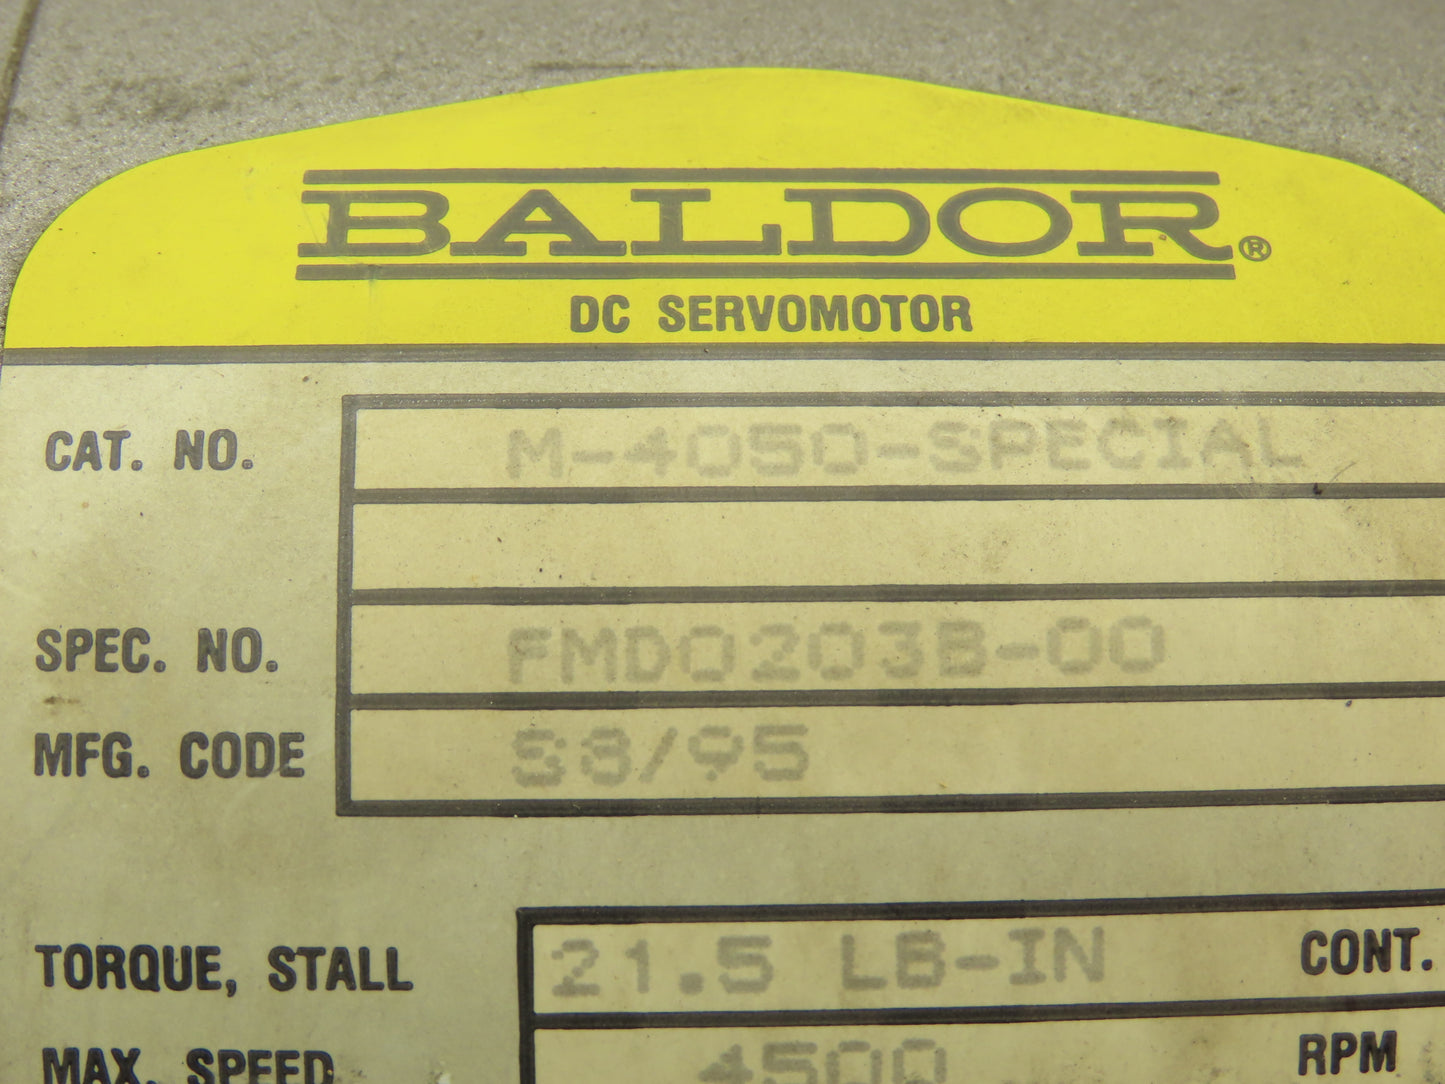 BALDOR®
DC SERVOMOTOR
CAT. NO. M-4050-SPECIAL
SPEC. NO. FMD0203B-00
MFG. CODE S8/95
TORQUE, STALL 21.5 LB-IN CONT.
MAX. SPEED 4500 RPM